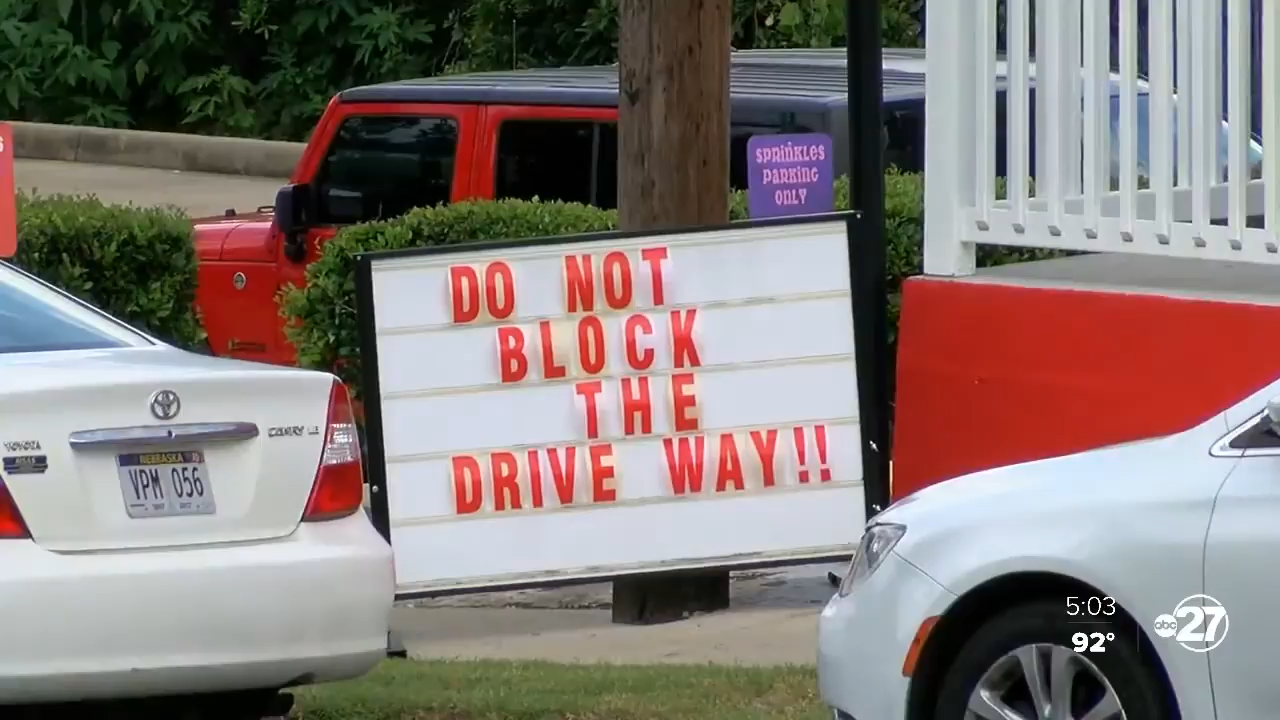 SPRINKLES
PARKING
ONLY
DO NOT
BLOCK
THE
DRIVE WAY!!
TOYOTA
CAMRY LE
NEBRASKA
VPM 056
5:03
92°
abc 27